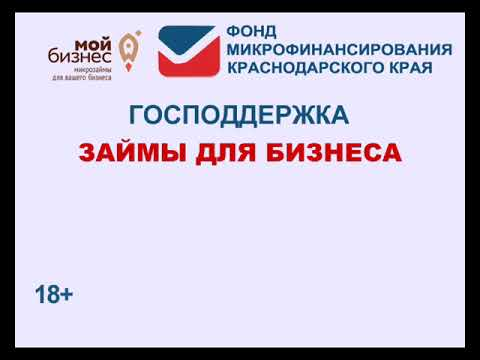 мой
бизнес
микрозаймы
для вашего бизнеса
ФОНД
МИКРОФИНАНСИРОВАНИЯ
КРАСНОДАРСКОГО КРАЯ
ГОСПОДДЕРЖКА
ЗАЙМЫ ДЛЯ БИЗНЕСА
18+